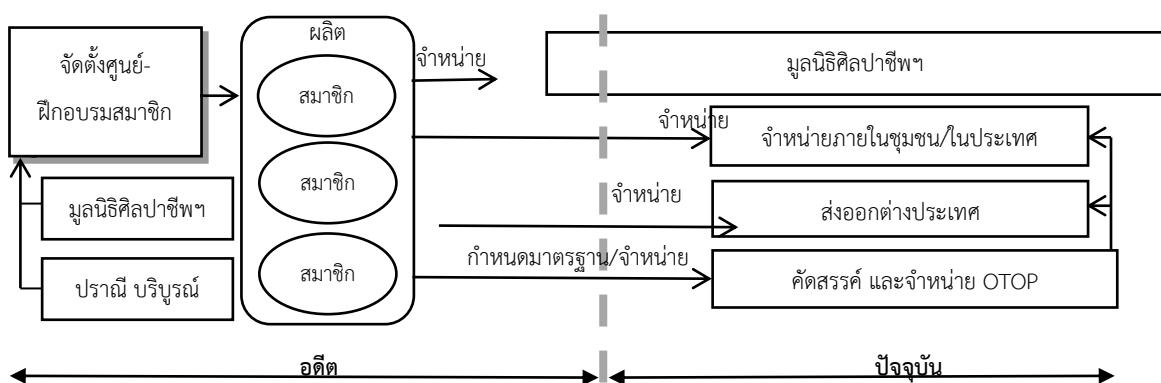 จัดตั้งศูนย์-
ฝึกอบรมสมาชิก
มูลนิธิศิลปาชีพฯ
ปราณี บริบูรณ์
ผลิต
สมาชิก
สมาชิก
สมาชิก
จำหน่าย
มูลนิธิศิลปาชีพฯ
จำหน่าย
จำหน่ายภายในชุมชน/ในประเทศ
จำหน่าย
ส่งออกต่างประเทศ
กำหนดมาตรฐาน/จำหน่าย
คัดสรรค์ และจำหน่าย OTOP
อดีต
ปัจจุบัน